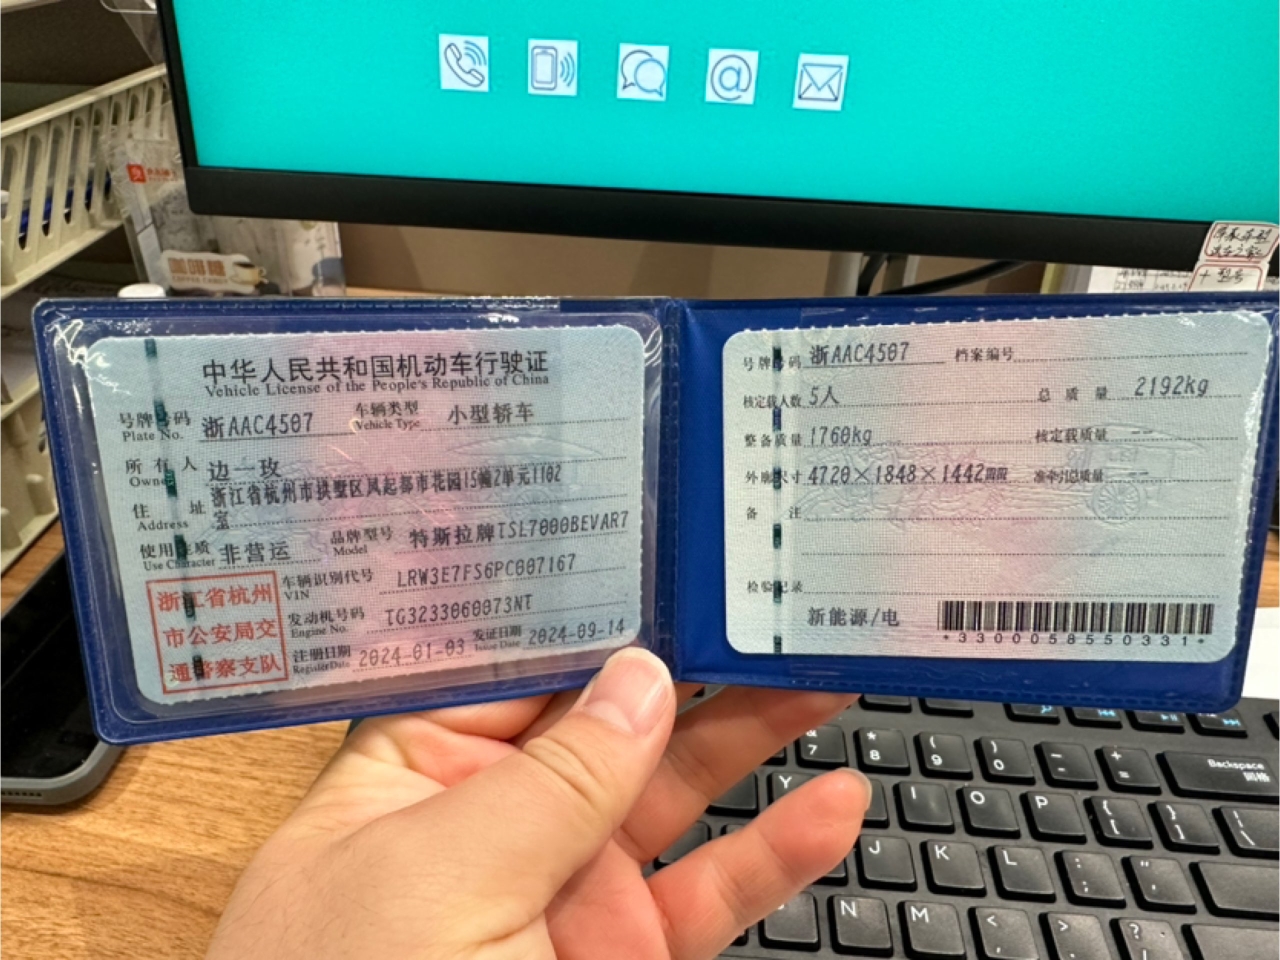 咖啡糖
COFFEE CANDY
中华人民共和国机动车行驶证
Vehicle License of the People's Republic of China
号牌号码 浙AAC4507 车辆类型 小型轿车
Plate No. Vehicle Type
所有人 边一玫
Owner
住址 浙江省杭州市拱墅区凤起都市花园15幢2单元1102
Address 室
使用性质 非营运 品牌型号 特斯拉牌TSL7000BEVAR7
Use Character Model
浙江省杭州
市公安局交
通警察支队
车辆识别代号 LRW3E7FS6PC007167
VIN
发动机号码 TG3233060073NT
Engine No.
注册日期 2024-01-03 发证日期 2024-09-14
Register Date Issue Date
号牌号码 浙AAC4507 档案编号
核定载人数 5人 总质量 2192kg
整备质量 1760kg 核定载质量 --
外廓尺寸 4720×1848×1442mm 准牵引总质量 --
备注
检验记录
新能源/电
*3300058550331*
& 7 * 8 ( 9 ) 0 - + = Backspace
Y I O P { [ } ] | \
J K L : ; " '
N M < , > . ? /